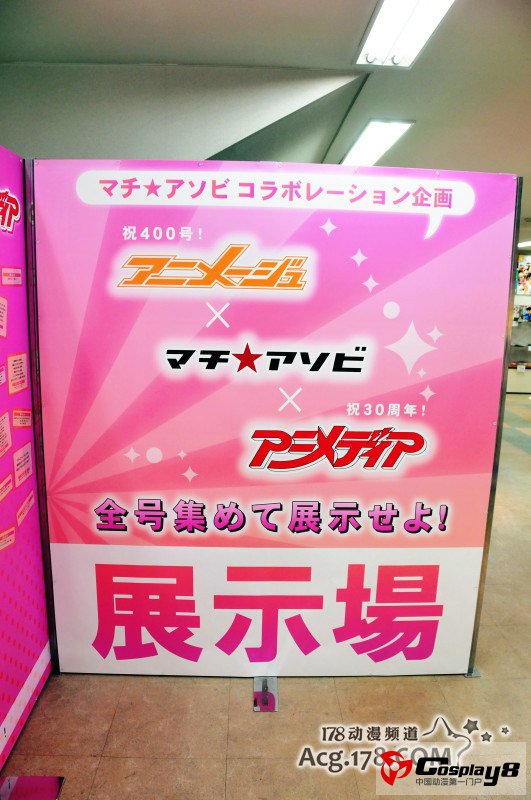 マチ★アソビ コラボレーション企画
祝400号!
アニメージュ
×
マチ★アソビ
×
祝30周年!
アニメディア
全号集めて展示せよ!
展示場
178动漫频道
Acg.178.COM
Cosplay8
中国动漫第一门户